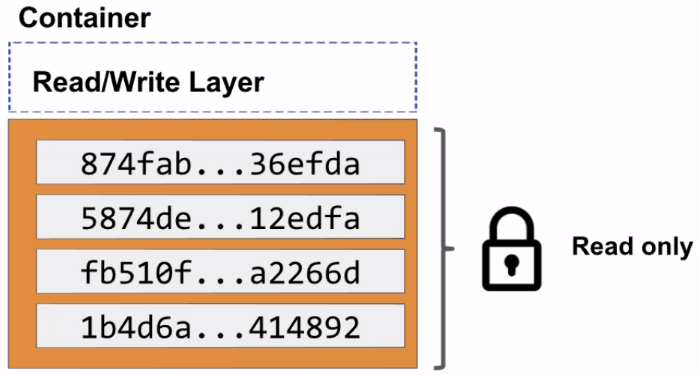 Container
Read/Write Layer
874fab...36efda
5874de...12edfa
fb510f...a2266d
1b4d6a...414892
Read only